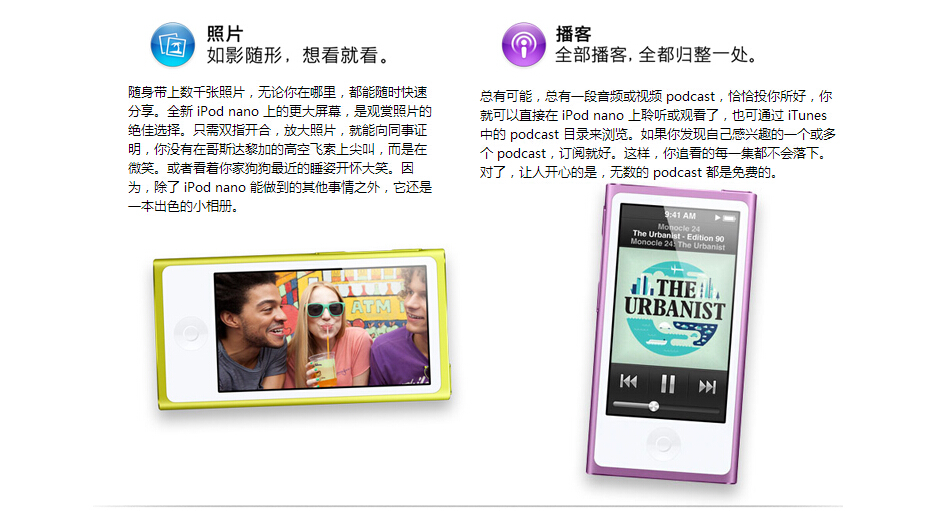 照片
如影随形，想看就看。
随身带上数千张照片，无论你在哪里，都能随时快速
分享。全新 iPod nano 上的更大屏幕，是观赏照片的
绝佳选择。只需双指开合，放大照片，就能向同事证
明，你没有在哥斯达黎加的高空飞索上尖叫，而是在
微笑。或者看着你家狗狗最近的睡姿开怀大笑。因
为，除了 iPod nano 能做到的其他事情之外，它还是
一本出色的小相册。
ATM
播客
全部播客，全都归整一处。
总有可能，总有一段音频或视频 podcast，恰恰投你所好，你
就可以直接在 iPod nano 上聆听或观看了，也可通过 iTunes
中的 podcast 目录来浏览。如果你发现自己感兴趣的一个或多
个 podcast，订阅就好。这样，你追看的每一集都不会落下。
对了，让人开心的是，无数的 podcast 都是免费的。
9:41 AM
Monocle 24
The Urbanist - Edition 90
Monocle 24: The Urbanist
THE
URBANIST